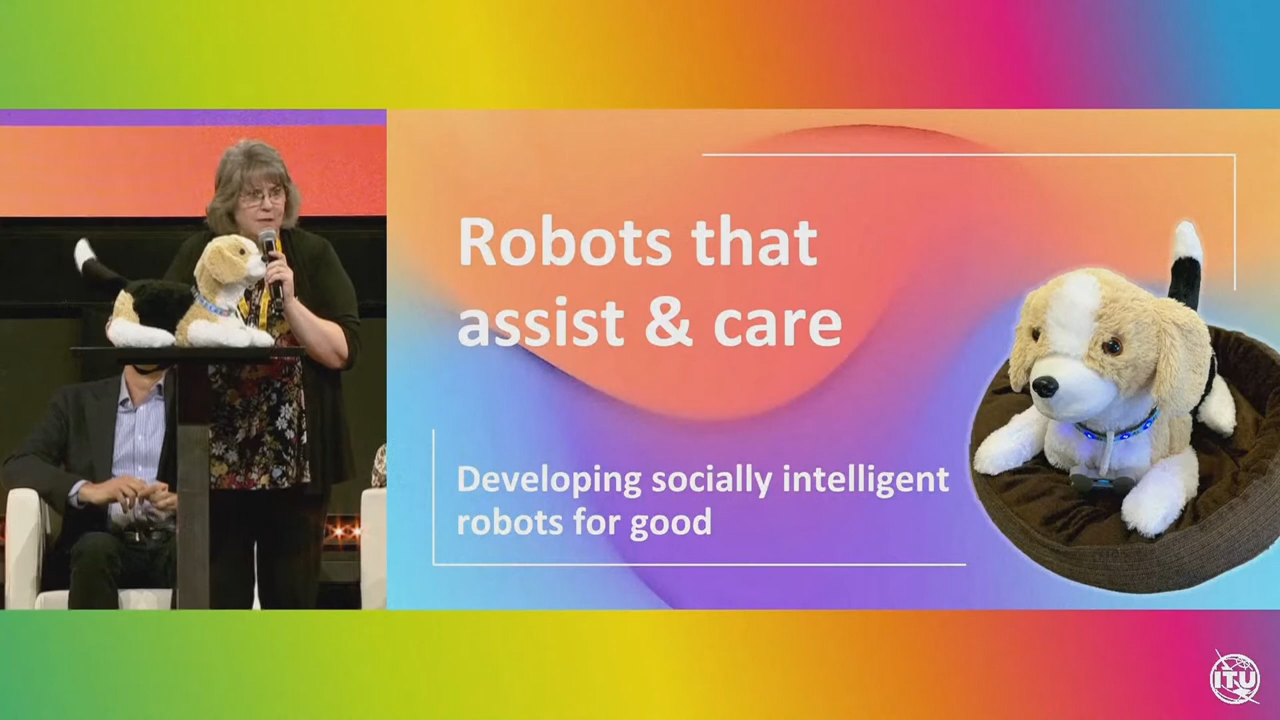 Robots that
assist & care
Developing socially intelligent
robots for good
ITU